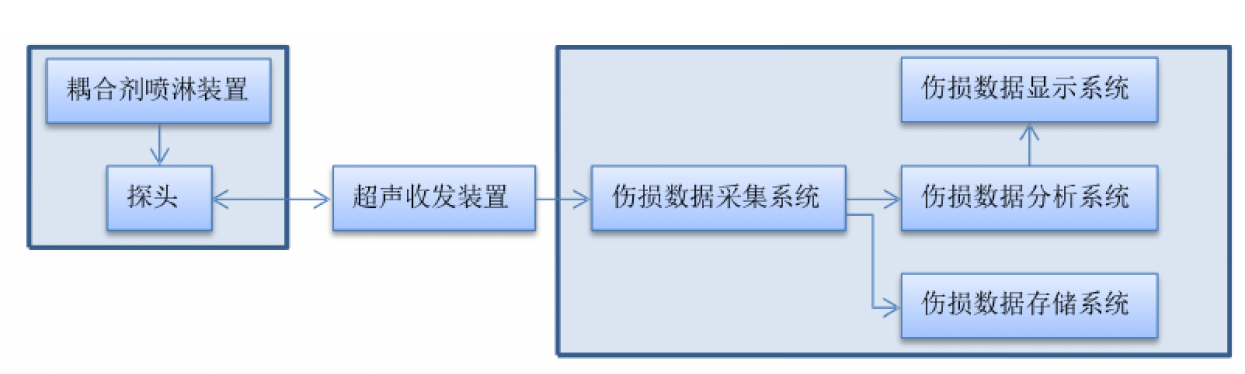 耦合剂喷淋装置
探头
超声收发装置
伤损数据采集系统
伤损数据显示系统
伤损数据分析系统
伤损数据存储系统